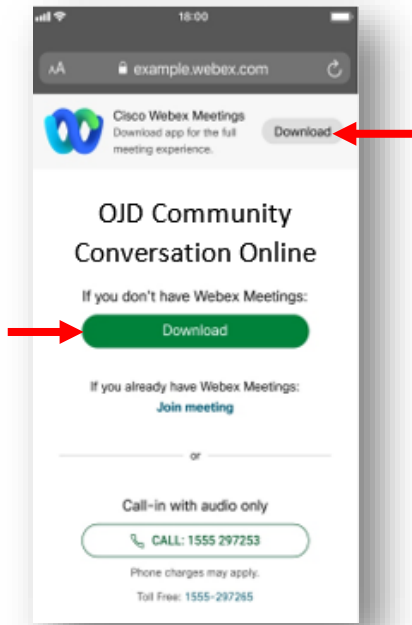 18:00
AA
example.webex.com
Cisco Webex Meetings
Download app for the full
meeting experience.
Download
OJD Community
Conversation Online
If you don't have Webex Meetings:
Download
If you already have Webex Meetings:
Join meeting
or
Call-in with audio only
CALL: 1555 297253
Phone charges may apply.
Toll Free: 1555-297265